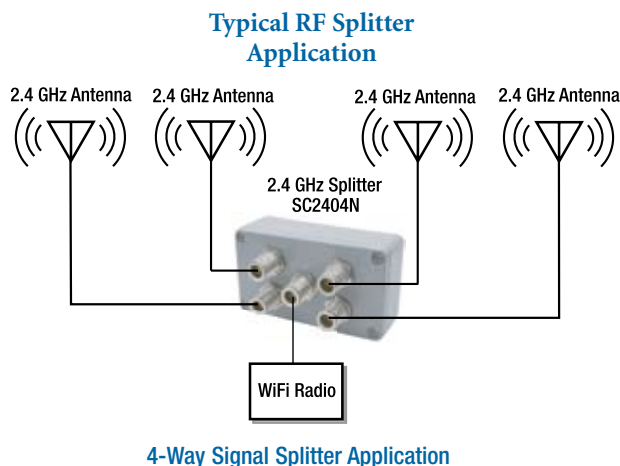 Typical RF Splitter
Application
2.4 GHz Antenna
2.4 GHz Antenna
2.4 GHz Antenna
2.4 GHz Antenna
2.4 GHz Splitter
SC2404N
WiFi Radio
4-Way Signal Splitter Application